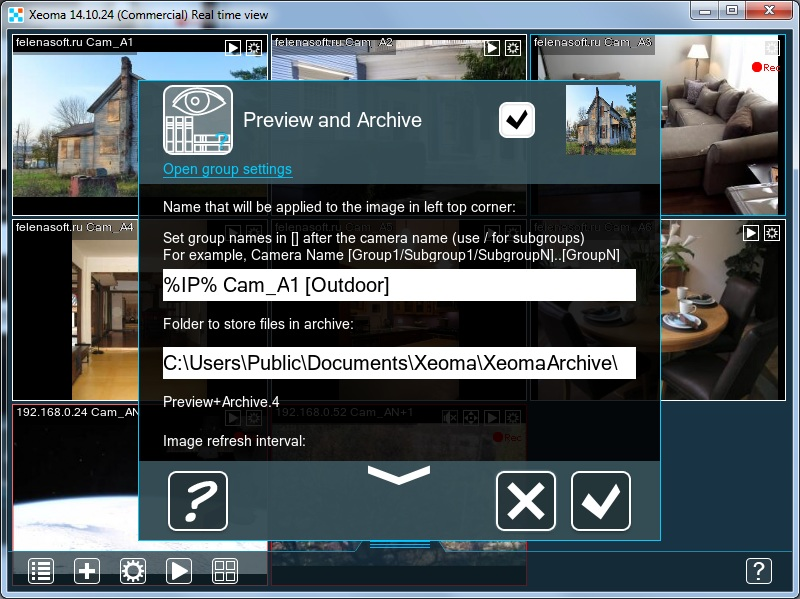 Xeoma 14.10.24 (Commercial) Real time view
felenasoft.ru Cam_A1
felenasoft.ru Cam_A2
felenasoft.ru Cam_A3
Rec
Preview and Archive
Open group settings
Name that will be applied to the image in left top corner:
Set group names in [] after the camera name (use / for subgroups)
For example, Camera Name [Group1/Subgroup1/SubgroupN]..[GroupN]
%IP% Cam_A1 [Outdoor]
Folder to store files in archive:
C:\Users\Public\Documents\Xeoma\XeomaArchive\
Preview+Archive.4
Image refresh interval:
felenasoft.ru Cam_A4
192.168.0.24 Cam_AN
192.168.0.52 Cam_AN+1
Rec